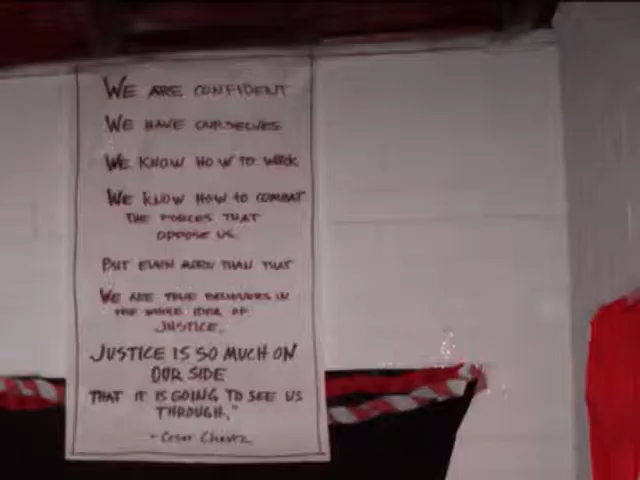 WE ARE CONFIDENT
WE HAVE OURSELVES
WE KNOW HOW TO WORK
WE KNOW HOW TO COMBAT
THE FORCES THAT
OPPOSE US.
BUT EVEN MORE THAN THAT
WE ARE TRUE BELIEVERS IN
THE WHOLE IDEA OF
JUSTICE.
JUSTICE IS SO MUCH ON
OUR SIDE
THAT IT IS GOING TO SEE US
THROUGH."
- Cesar Chavez